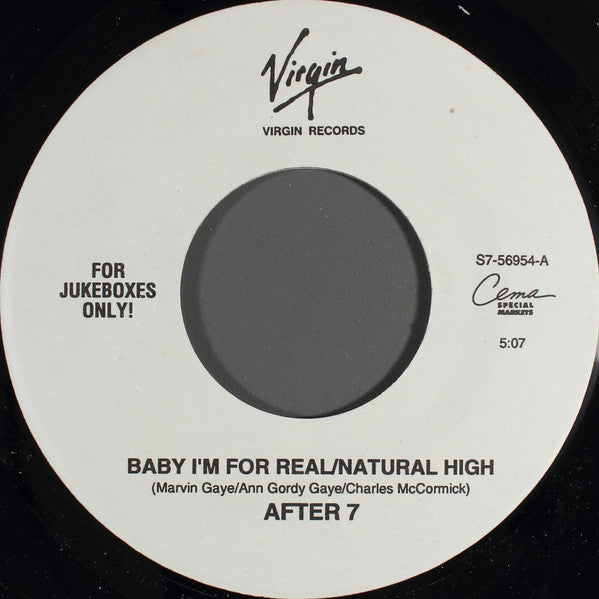 Virgin
VIRGIN RECORDS
FOR
JUKEBOXES
ONLY!
S7-56954-A
Cema
SPECIAL
MARKETS
5:07
BABY I'M FOR REAL/NATURAL HIGH
(Marvin Gaye/Ann Gordy Gaye/Charles McCormick)
AFTER 7